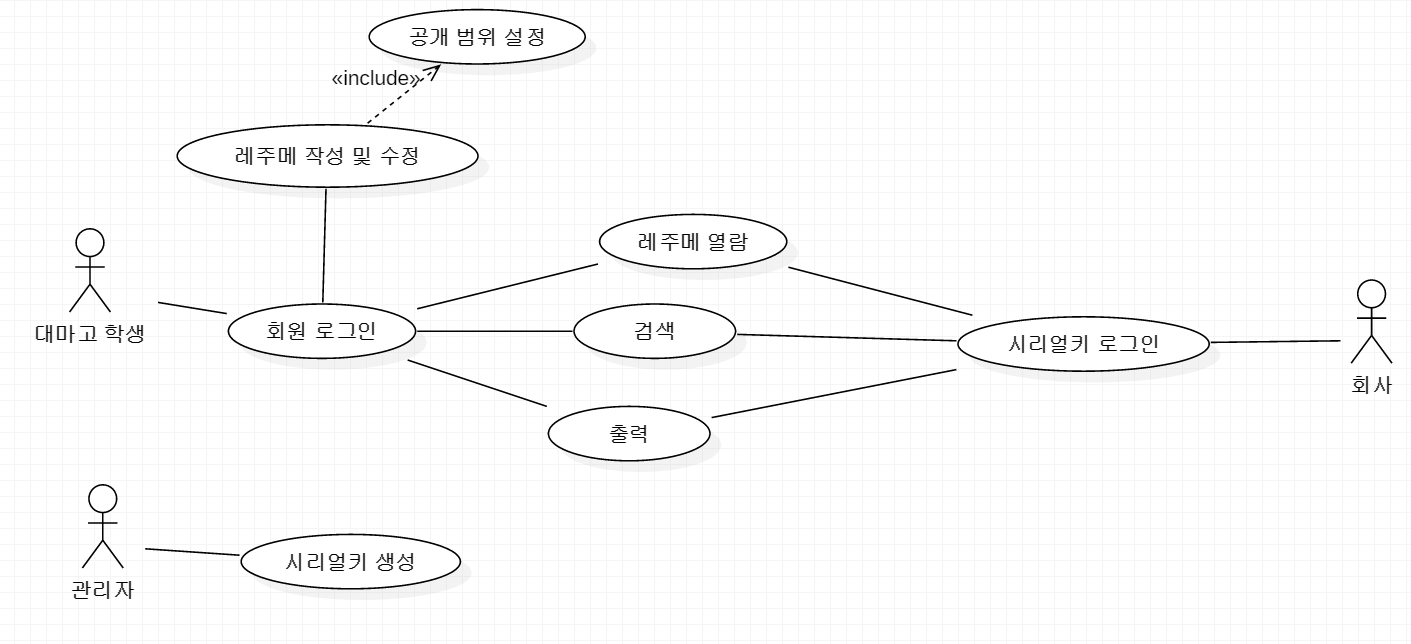 공개 범위 설정
«include»
레주메 작성 및 수정
레주메 열람
대마고 학생
회원 로그인
검색
시리얼키 로그인
회사
출력
관리자
시리얼키 생성